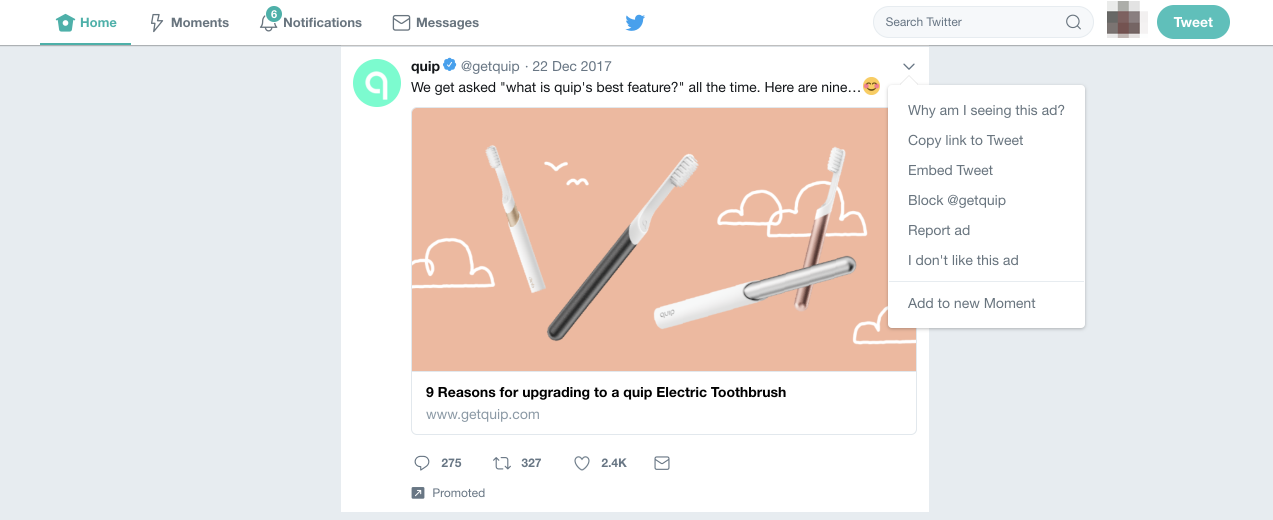 Home Moments 6 Notifications Messages Search Twitter Tweet
quip @getquip · 22 Dec 2017
We get asked "what is quip's best feature?" all the time. Here are nine…😊
Why am I seeing this ad?
Copy link to Tweet
Embed Tweet
Block @getquip
Report ad
I don't like this ad
Add to new Moment
quip
9 Reasons for upgrading to a quip Electric Toothbrush
www.getquip.com
275 327 2.4K
Promoted